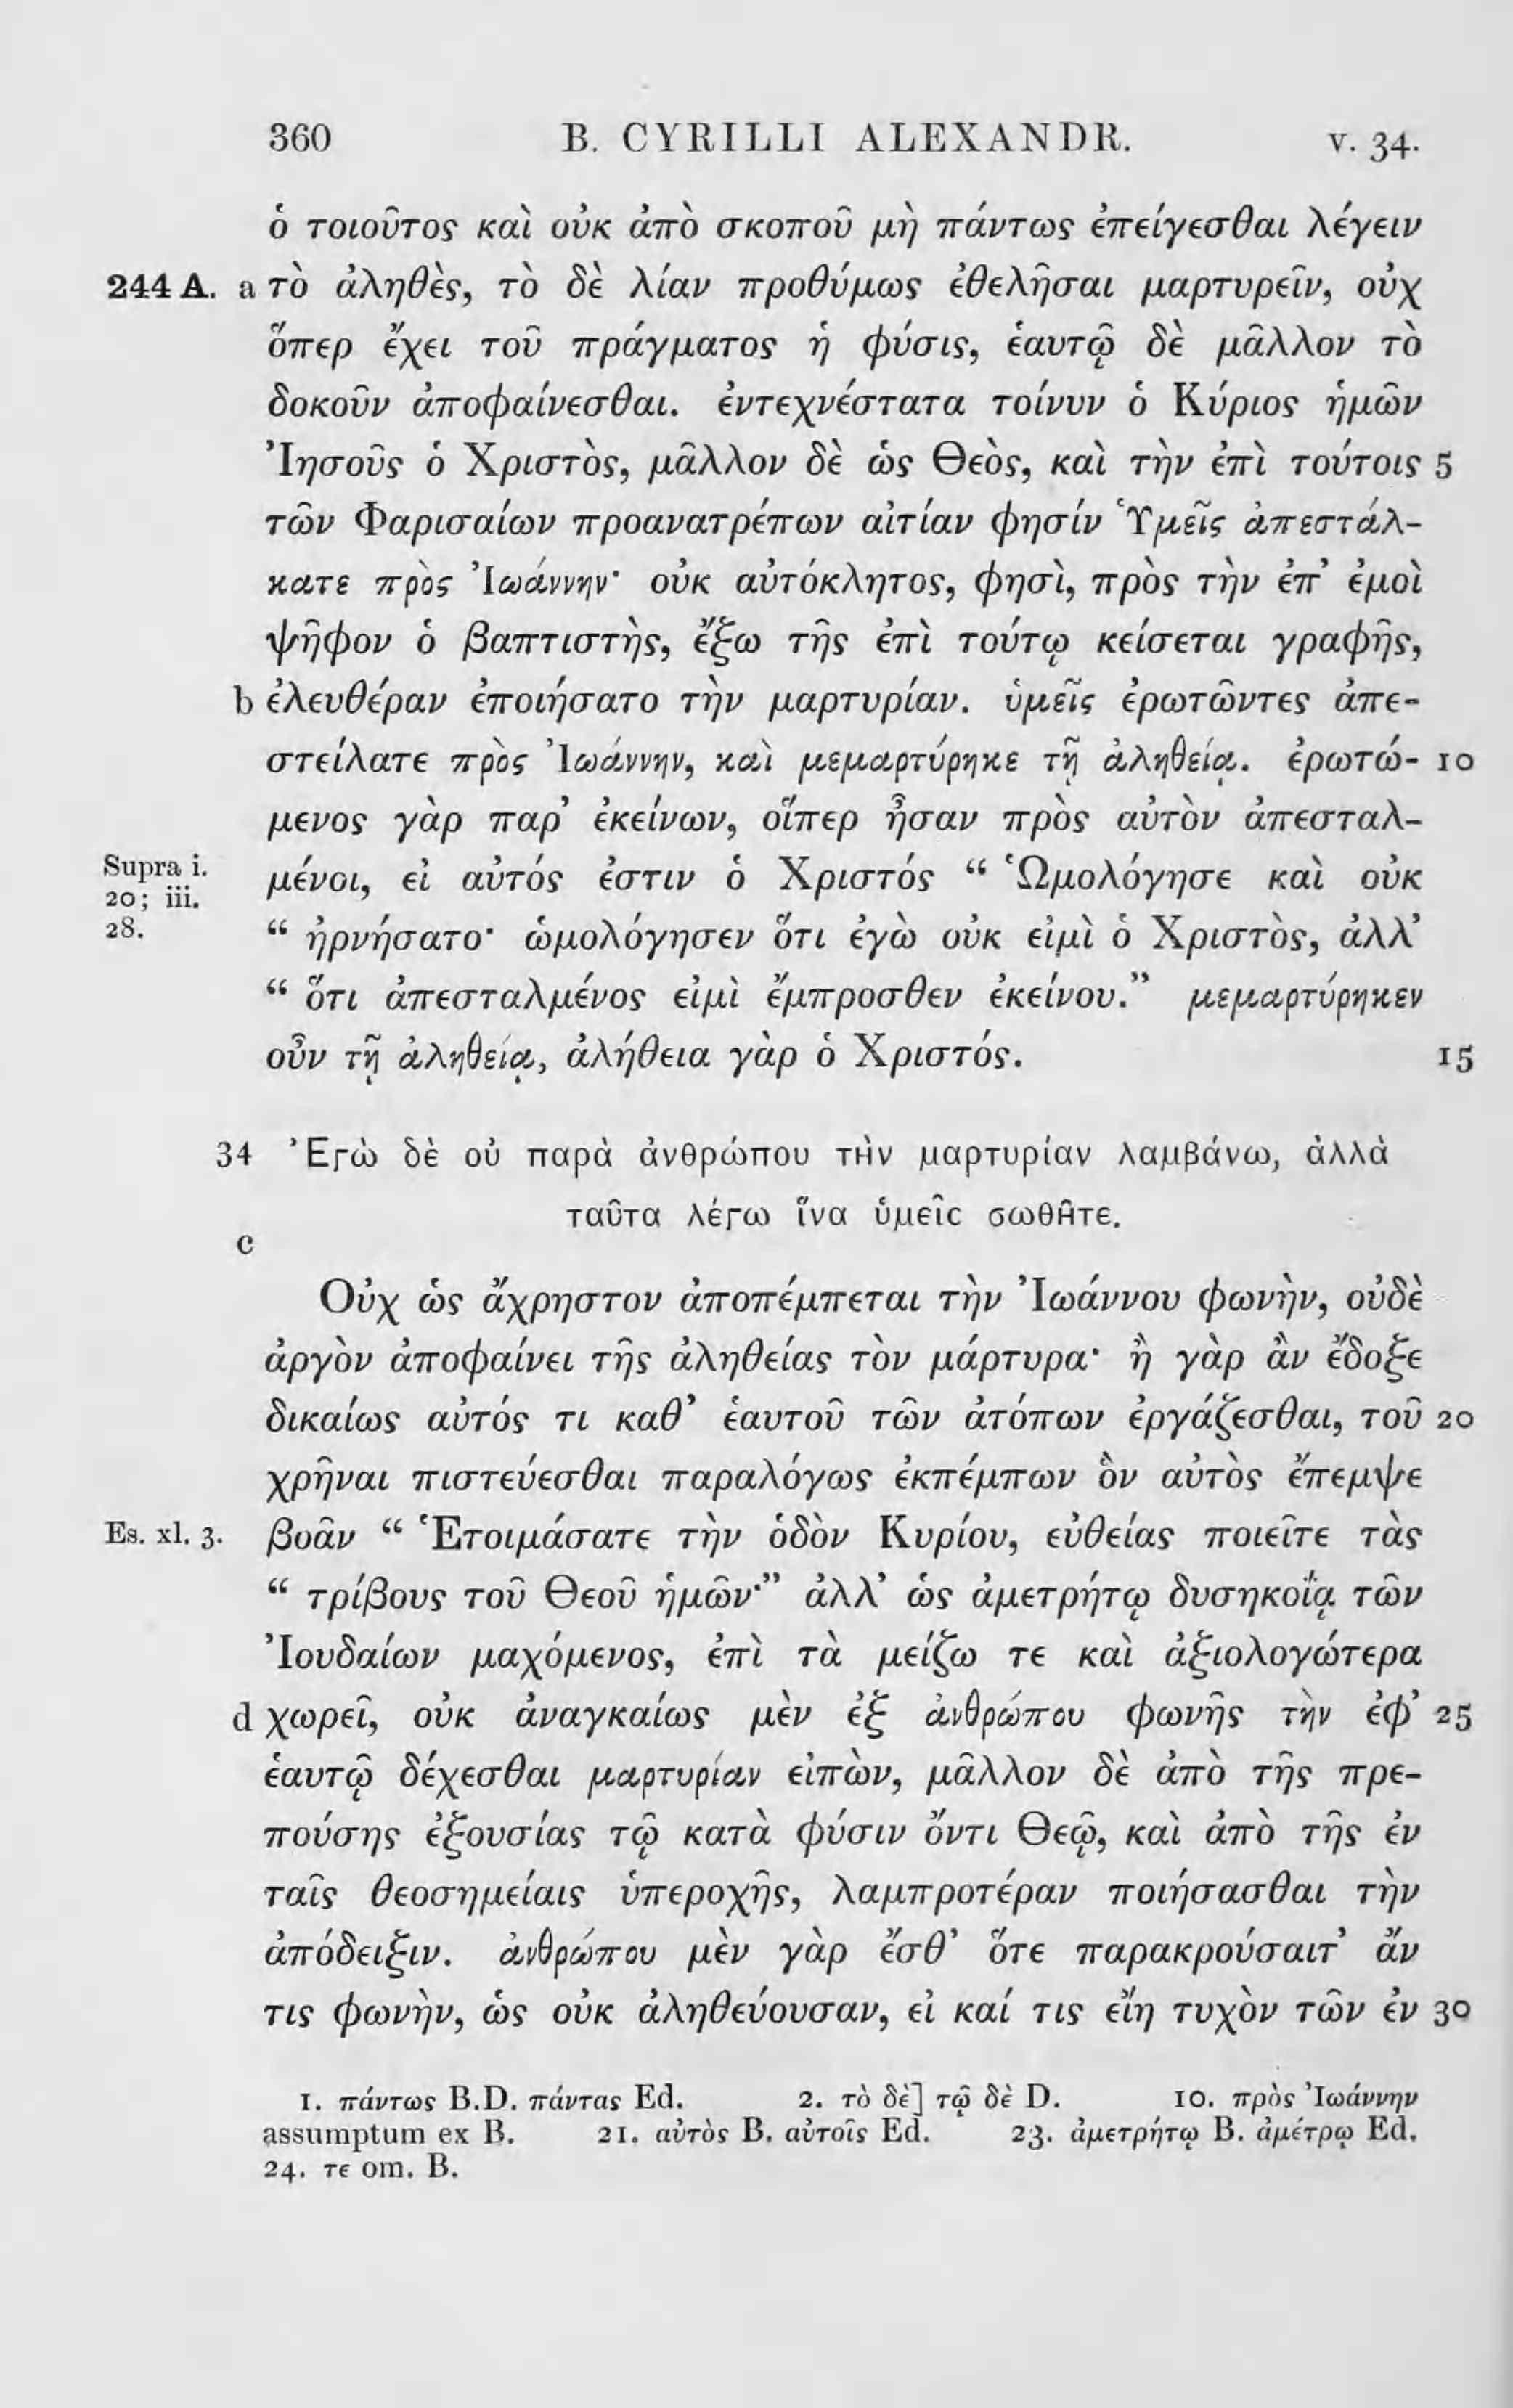 360 B. CYRILLI ALEXANDR. v. 34.
ὁ τοιοῦτος καὶ οὐκ ἀπὸ σκοποῦ μὴ πάντως ἐπείγεσθαι λέγειν
244 A. a τὸ ἀληθὲς, τὸ δὲ λίαν προθύμως ἐθελῆσαι μαρτυρεῖν, οὐχ
ὅπερ ἔχει τοῦ πράγματος ἡ φύσις, ἑαυτῷ δὲ μᾶλλον τὸ
δοκοῦν ἀποφαίνεσθαι. ἐντεχνέστατα τοίνυν ὁ Κύριος ἡμῶν
Ἰησοῦς ὁ Χριστὸς, μᾶλλον δὲ ὡς Θεὸς, καὶ τὴν ἐπὶ τούτοις 5
τῶν Φαρισαίων προανατρέπων αἰτίαν φησίν Ὑμεῖς ἀπεστάλ-
κατε πρὸς Ἰωάννην· οὐκ αὐτόκλητος, φησὶ, πρὸς τὴν ἐπ’ ἐμοὶ
ψῆφον ὁ βαπτιστὴς, ἔξω τῆς ἐπὶ τούτῳ κείσεται γραφῆς,
b ἐλευθέραν ἐποιήσατο τὴν μαρτυρίαν. ὑμεῖς ἐρωτῶντες ἀπε-
στείλατε πρὸς Ἰωάννην, καὶ μεμαρτύρηκε τῇ ἀληθείᾳ. ἐρωτώ- 10
μενος γὰρ παρ’ ἐκείνων, οἵπερ ἦσαν πρὸς αὐτὸν ἀπεσταλ-
Supra i.
20; iii.
28.
μένοι, εἰ αὐτός ἐστιν ὁ Χριστός “ Ὡμολόγησε καὶ οὐκ
“ ἠρνήσατο· ὡμολόγησεν ὅτι ἐγὼ οὐκ εἰμὶ ὁ Χριστὸς, ἀλλ’
“ ὅτι ἀπεσταλμένος εἰμὶ ἔμπροσθεν ἐκείνου.” μεμαρτύρηκεν
οὖν τῇ ἀληθείᾳ, ἀλήθεια γὰρ ὁ Χριστός. 15
34 Ἐγὼ δὲ οὐ παρὰ ἀνθρώπου τὴν μαρτυρίαν λαμβάνω, ἀλλὰ
ταῦτα λέγω ἵνα ὑμεῖς σωθῆτε.
c
Οὐχ ὡς ἄχρηστον ἀποπέμπεται τὴν Ἰωάννου φωνὴν, οὐδὲ
ἀργὸν ἀποφαίνει τῆς ἀληθείας τὸν μάρτυρα· ἢ γὰρ ἂν ἔδοξε
δικαίως αὐτός τι καθ’ ἑαυτοῦ τῶν ἀτόπων ἐργάζεσθαι, τοῦ 20
χρῆναι πιστεύεσθαι παραλόγως ἐκπέμπων ὃν αὐτὸς ἔπεμψε
Es. xl. 3. βοᾶν “ Ἑτοιμάσατε τὴν ὁδὸν Κυρίου, εὐθείας ποιεῖτε τὰς
“ τρίβους τοῦ Θεοῦ ἡμῶν·” ἀλλ’ ὡς ἀμετρήτῳ δυσηκοΐᾳ τῶν
Ἰουδαίων μαχόμενος, ἐπὶ τὰ μείζω τε καὶ ἀξιολογώτερα
d χωρεῖ, οὐκ ἀναγκαίως μὲν ἐξ ἀνθρώπου φωνῆς τὴν ἐφ’ 25
ἑαυτῷ δέχεσθαι μαρτυρίαν εἰπὼν, μᾶλλον δὲ ἀπὸ τῆς πρε-
πούσης ἐξουσίας τῷ κατὰ φύσιν ὄντι Θεῷ, καὶ ἀπὸ τῆς ἐν
ταῖς θεοσημείαις ὑπεροχῆς, λαμπροτέραν ποιήσασθαι τὴν
ἀπόδειξιν. ἀνθρώπου μὲν γὰρ ἔσθ’ ὅτε παρακρούσαιτ’ ἄν
τις φωνὴν, ὡς οὐκ ἀληθεύουσαν, εἰ καί τις εἴη τυχὸν τῶν ἐν 30
1. πάντως B.D. πάντας Ed. 2. τὸ δὲ] τῷ δὲ D. 10. πρὸς Ἰωάννην
assumptum ex B. 21. αὐτὸς B. αὐτοῖς Ed. 23. ἀμετρήτῳ B. ἀμέτρῳ Ed.
24. τε om. B.